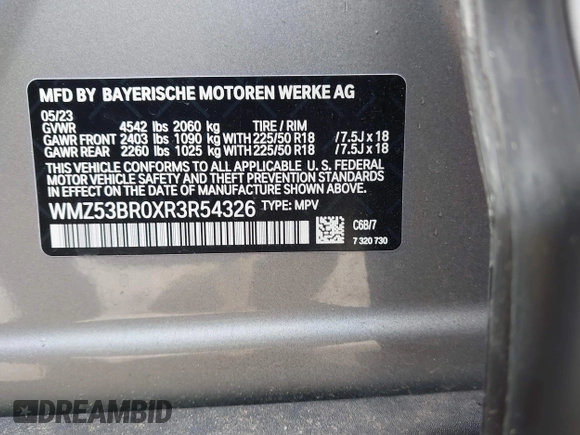 MFD BY BAYERISCHE MOTOREN WERKE AG
05/23
GVWR 4542 lbs 2060 kg TIRE / RIM
GAWR FRONT 2403 lbs 1090 kg WITH 225/50 R18 / 7.5J x 18
GAWR REAR 2260 lbs 1025 kg WITH 225/50 R18 / 7.5J x 18
THIS VEHICLE CONFORMS TO ALL APPLICABLE U. S. FEDERAL
MOTOR VEHICLE SAFETY, BUMPER, AND THEFT PREVENTION
STANDARDS IN EFFECT ON THE DATE OF MANUFACTURE SHOWN ABOVE.
WMZ53BR0XR3R54326 TYPE: MPV
C6B/7
7 320 730
DREAMBID